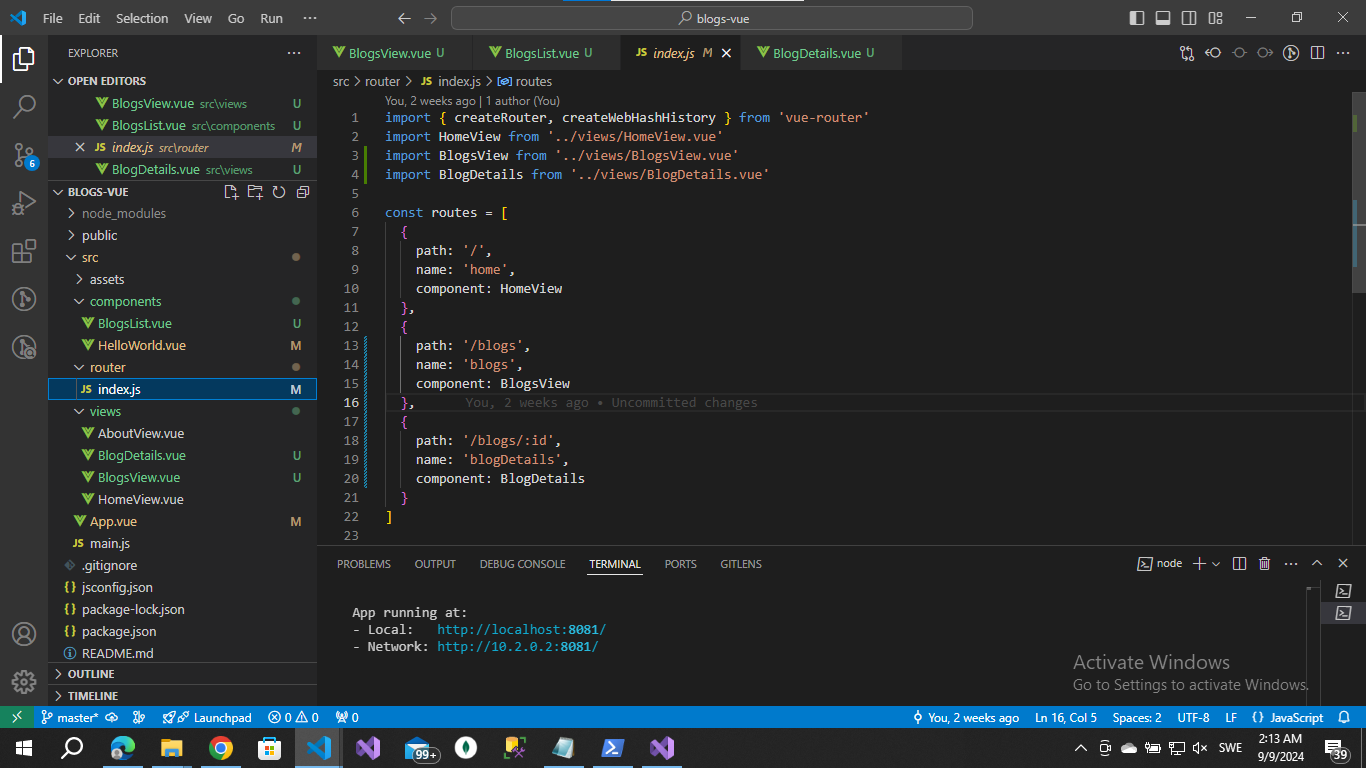 File Edit Selection View Go Run ··· blogs-vue
EXPLORER ···
OPEN EDITORS
BlogsView.vue src\views U
BlogsList.vue src\components U
JS index.js src\router M
BlogDetails.vue src\views U
BLOGS-VUE
node_modules
public
src
assets
components
BlogsList.vue U
HelloWorld.vue M
router
JS index.js M
views
AboutView.vue
BlogDetails.vue U
BlogsView.vue U
HomeView.vue
App.vue M
JS main.js
.gitignore
{} jsconfig.json
{} package-lock.json
{} package.json
README.md
OUTLINE
TIMELINE
6
BlogsView.vue U BlogsList.vue U JS index.js M BlogDetails.vue U
src > router > JS index.js > routes
You, 2 weeks ago | 1 author (You)
1 import { createRouter, createWebHashHistory } from 'vue-router'
2 import HomeView from '../views/HomeView.vue'
3 import BlogsView from '../views/BlogsView.vue'
4 import BlogDetails from '../views/BlogDetails.vue'
5
6 const routes = [
7 {
8 path: '/',
9 name: 'home',
10 component: HomeView
11 },
12 {
13 path: '/blogs',
14 name: 'blogs',
15 component: BlogsView
16 }, You, 2 weeks ago • Uncommitted changes
17 {
18 path: '/blogs/:id',
19 name: 'blogDetails',
20 component: BlogDetails
21 }
22 ]
23
PROBLEMS OUTPUT DEBUG CONSOLE TERMINAL PORTS GITLENS node
App running at:
- Local: http://localhost:8081/
- Network: http://10.2.0.2:8081/
Activate Windows
Go to Settings to activate Windows.
master* Launchpad 0 0 0 You, 2 weeks ago Ln 16, Col 5 Spaces: 2 UTF-8 LF {} JavaScript
99+ SWE 2:13 AM
9/9/2024 39